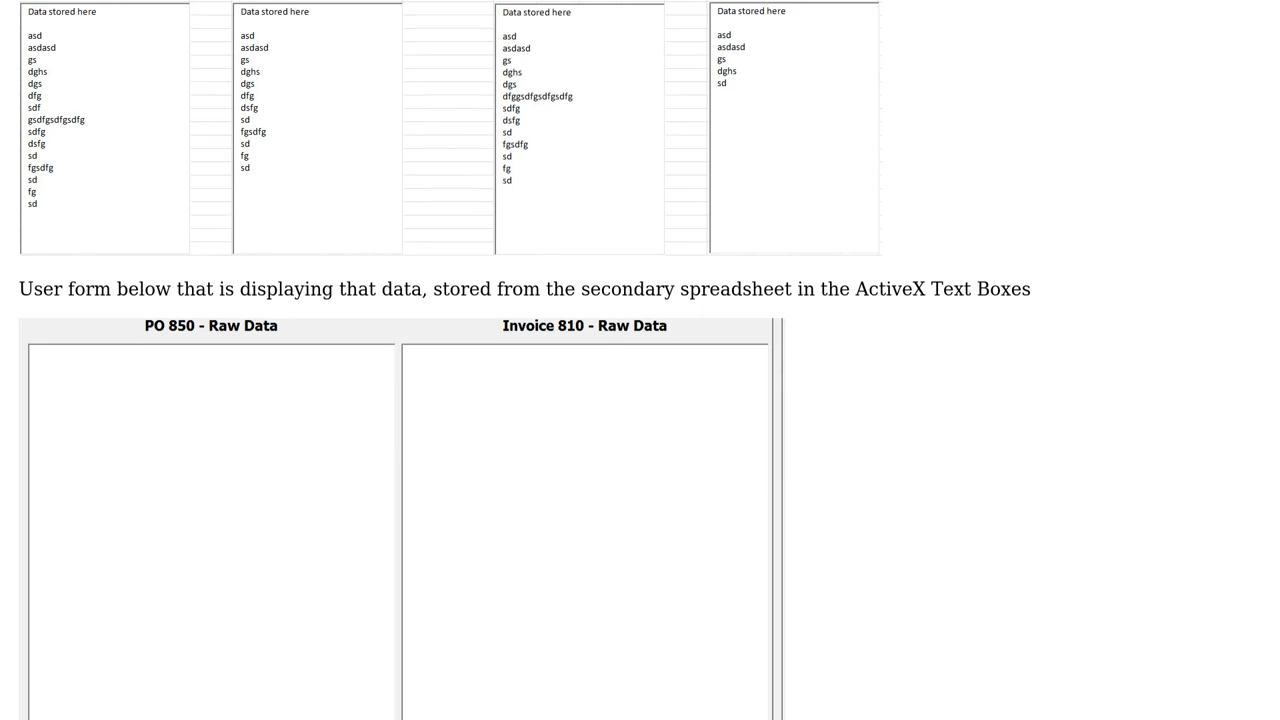 Data stored here
asd
asdasd
gs
dghs
dgs
dfg
sdf
gsdfgsdfgsdfg
sdfg
dsfg
sd
fgsdfg
sd
fg
sd
Data stored here
asd
asdasd
gs
dghs
dgs
dfg
dsfg
sd
fgsdfg
sd
fg
sd
Data stored here
asd
asdasd
gs
dghs
dgs
dfggsdfgsdfgsdfg
sdfg
dsfg
sd
fgsdfg
sd
fg
sd
Data stored here
asd
asdasd
gs
dghs
sd
User form below that is displaying that data, stored from the secondary spreadsheet in the ActiveX Text Boxes
PO 850 - Raw Data
Invoice 810 - Raw Data